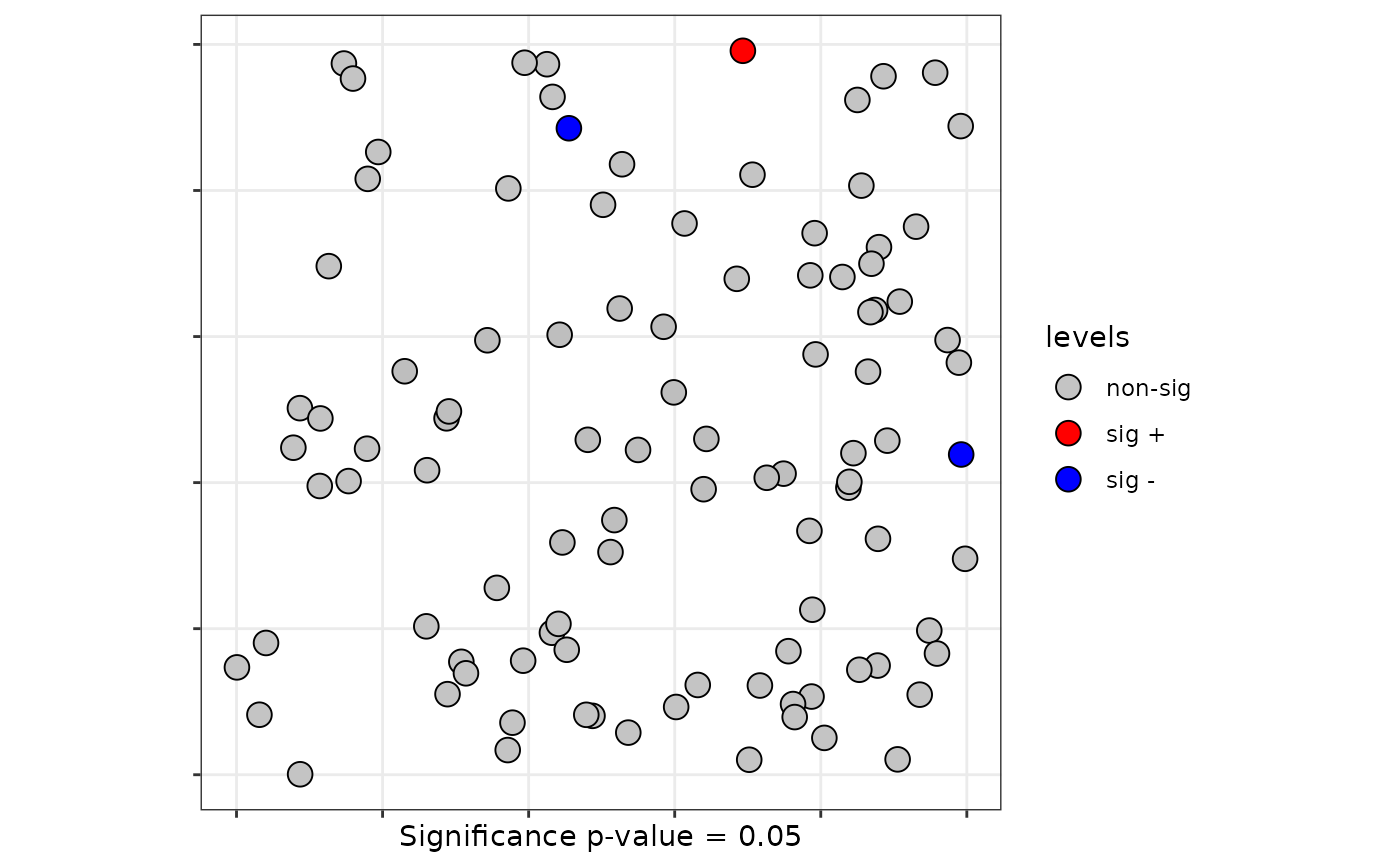 levels
non-sig
sig +
sig -
Significance p-value = 0.05